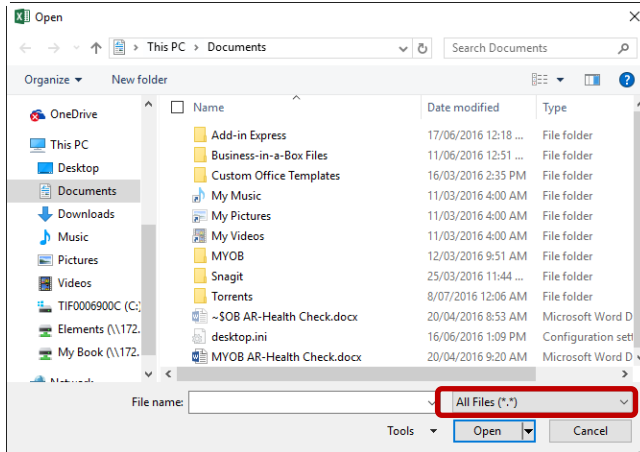 Open
This PC > Documents
Search Documents
Organize
New folder
Name
Date modified
Type
OneDrive
This PC
Desktop
Documents
Downloads
Music
Pictures
Videos
TIF0006900C (C:)
Elements (\\172.
My Book (\\172.
Network
Add-in Express 17/06/2016 12:18 ... File folder
Business-in-a-Box Files 11/06/2016 12:51 ... File folder
Custom Office Templates 16/03/2016 2:35 PM File folder
My Music 11/03/2016 4:00 AM File folder
My Pictures 11/03/2016 4:00 AM File folder
My Videos 11/03/2016 4:00 AM File folder
MYOB 12/03/2016 9:51 AM File folder
Snagit 25/03/2016 11:44 ... File folder
Torrents 8/07/2016 12:06 AM File folder
~$OB AR-Health Check.docx 20/04/2016 8:53 AM Microsoft Word D
desktop.ini 16/06/2016 1:09 PM Configuration sett
MYOB AR-Health Check.docx 20/04/2016 9:20 AM Microsoft Word D
File name:
All Files (*.*)
Tools
Open
Cancel